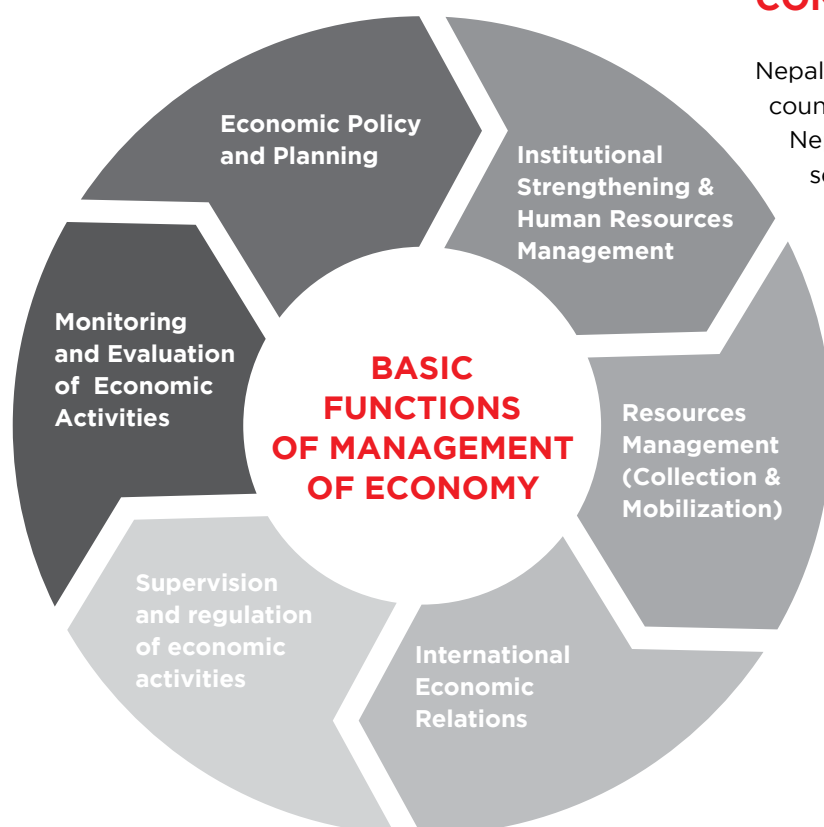 Nepal
Economic Policy
and Planning
Institutional
Strengthening &
Human Resources
Management
Monitoring
and Evaluation
of Economic
Activities
BASIC
FUNCTIONS
OF MANAGEMENT
OF ECONOMY
Resources
Management
(Collection &
Mobilization)
Supervision
and regulation
of economic
activities
International
Economic
Relations